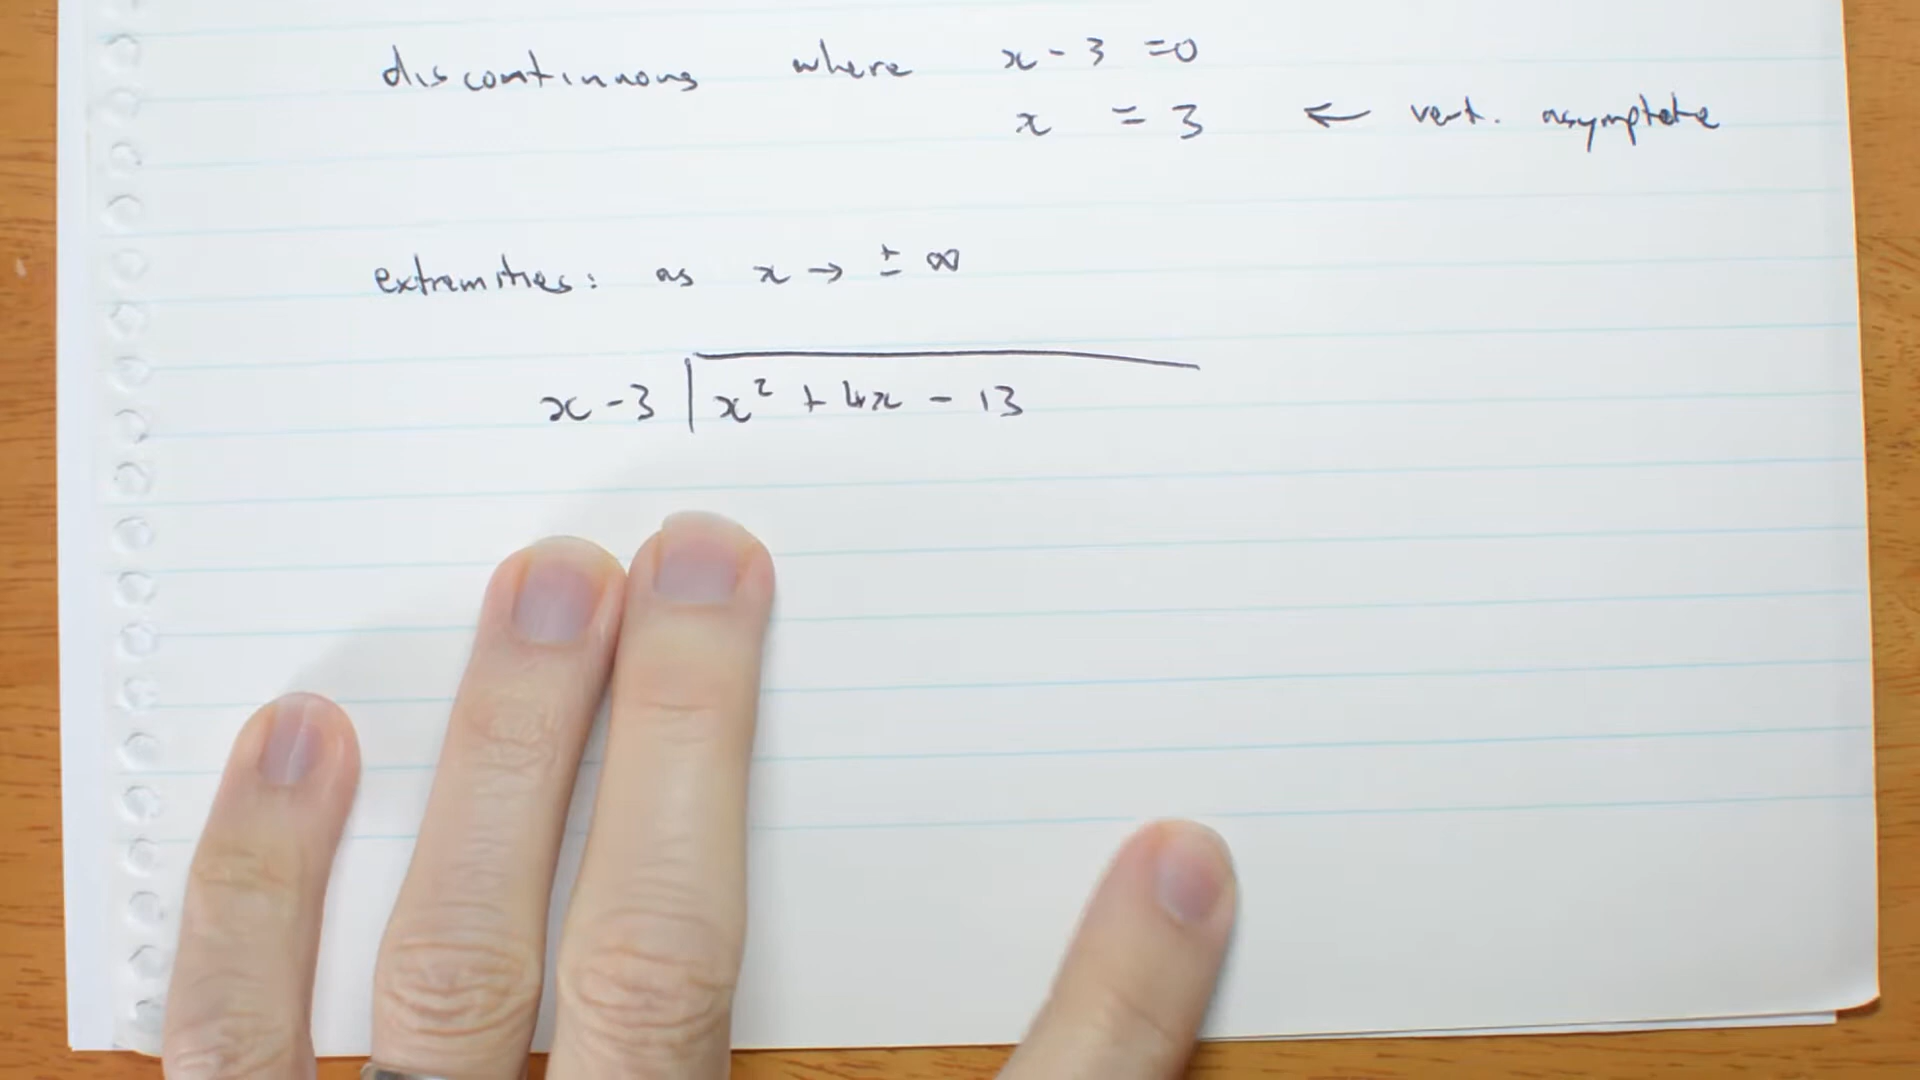 discontinuous where x - 3 = 0
x = 3 ← vert. asymptote
extremities: as x → ± ∞
x - 3 | x² + 4x - 13